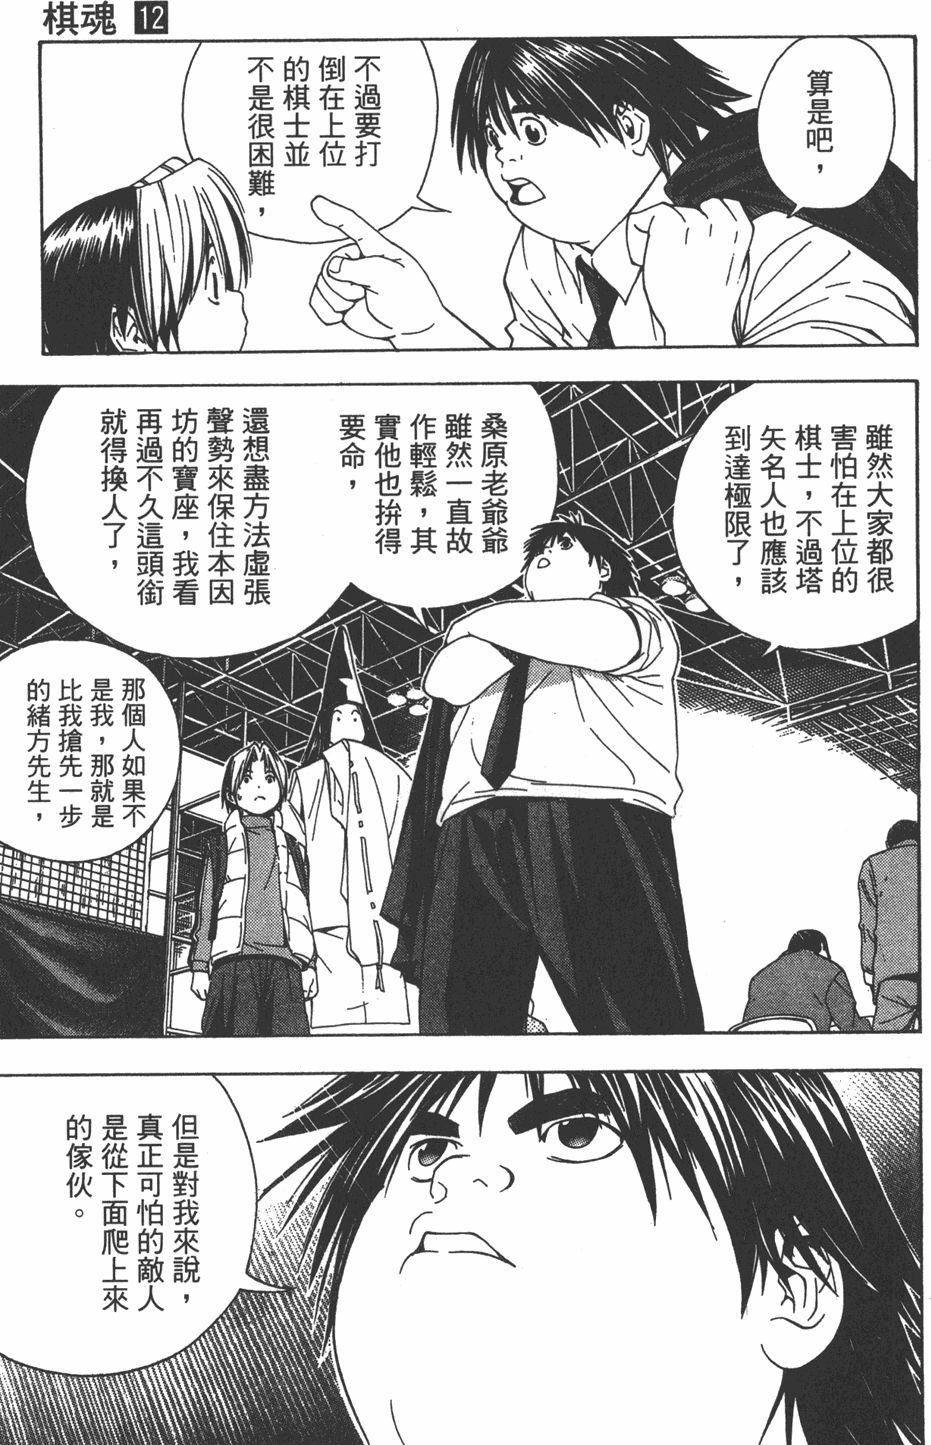 棋魂 12
算是吧，
不過要打
倒在上位
的棋士並
不是很困難，
雖然大家都很
害怕在上位的
棋士，不過塔
矢名人也應該
到達極限了，
桑原老爺爺
雖然一直故
作輕鬆，其
實他也拚得
要命，
還想盡方法虛張
聲勢來保住本因
坊的寶座，我看
再過不久這頭銜
就得換人了，
那個人如果不
是我，那就是
比我搶先一步
的緒方先生，
但是對我來說，
真正可怕的敵人
是從下面爬上來
的傢伙。